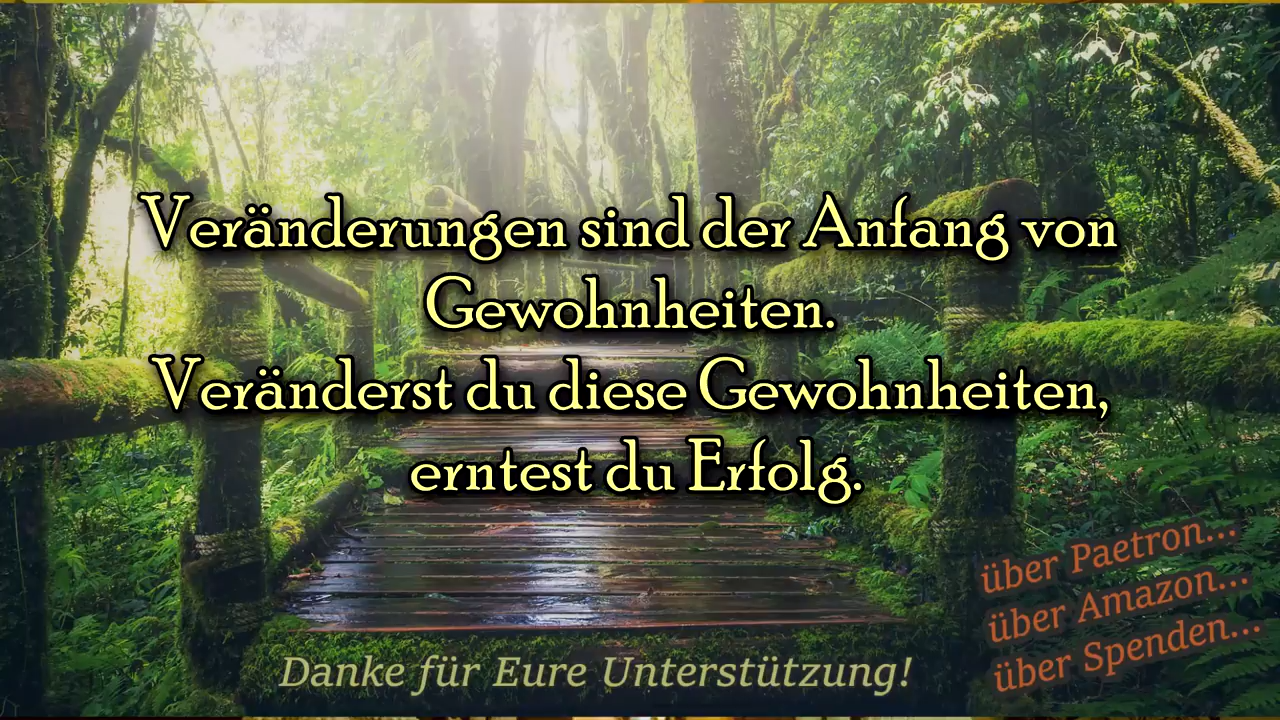 Veränderungen sind der Anfang von
Gewohnheiten.
Veränderst du diese Gewohnheiten,
erntest du Erfolg.
über Paetron...
über Amazon...
über Spenden...
Danke für Eure Unterstützung!